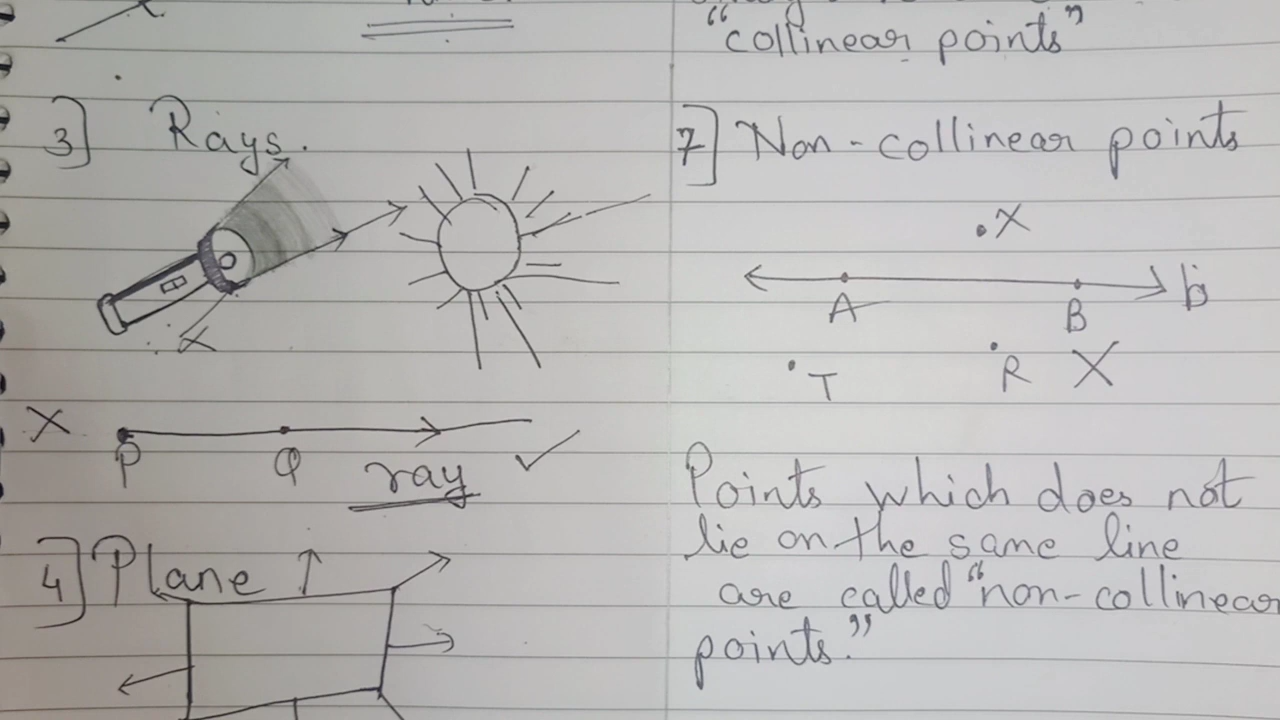 3] Rays.
X
P Q ray
4] Plane
"collinear points"
7] Non-collinear points
X
A B
T R X
Points which does not
lie on the same line
are called "non-collinear
points."